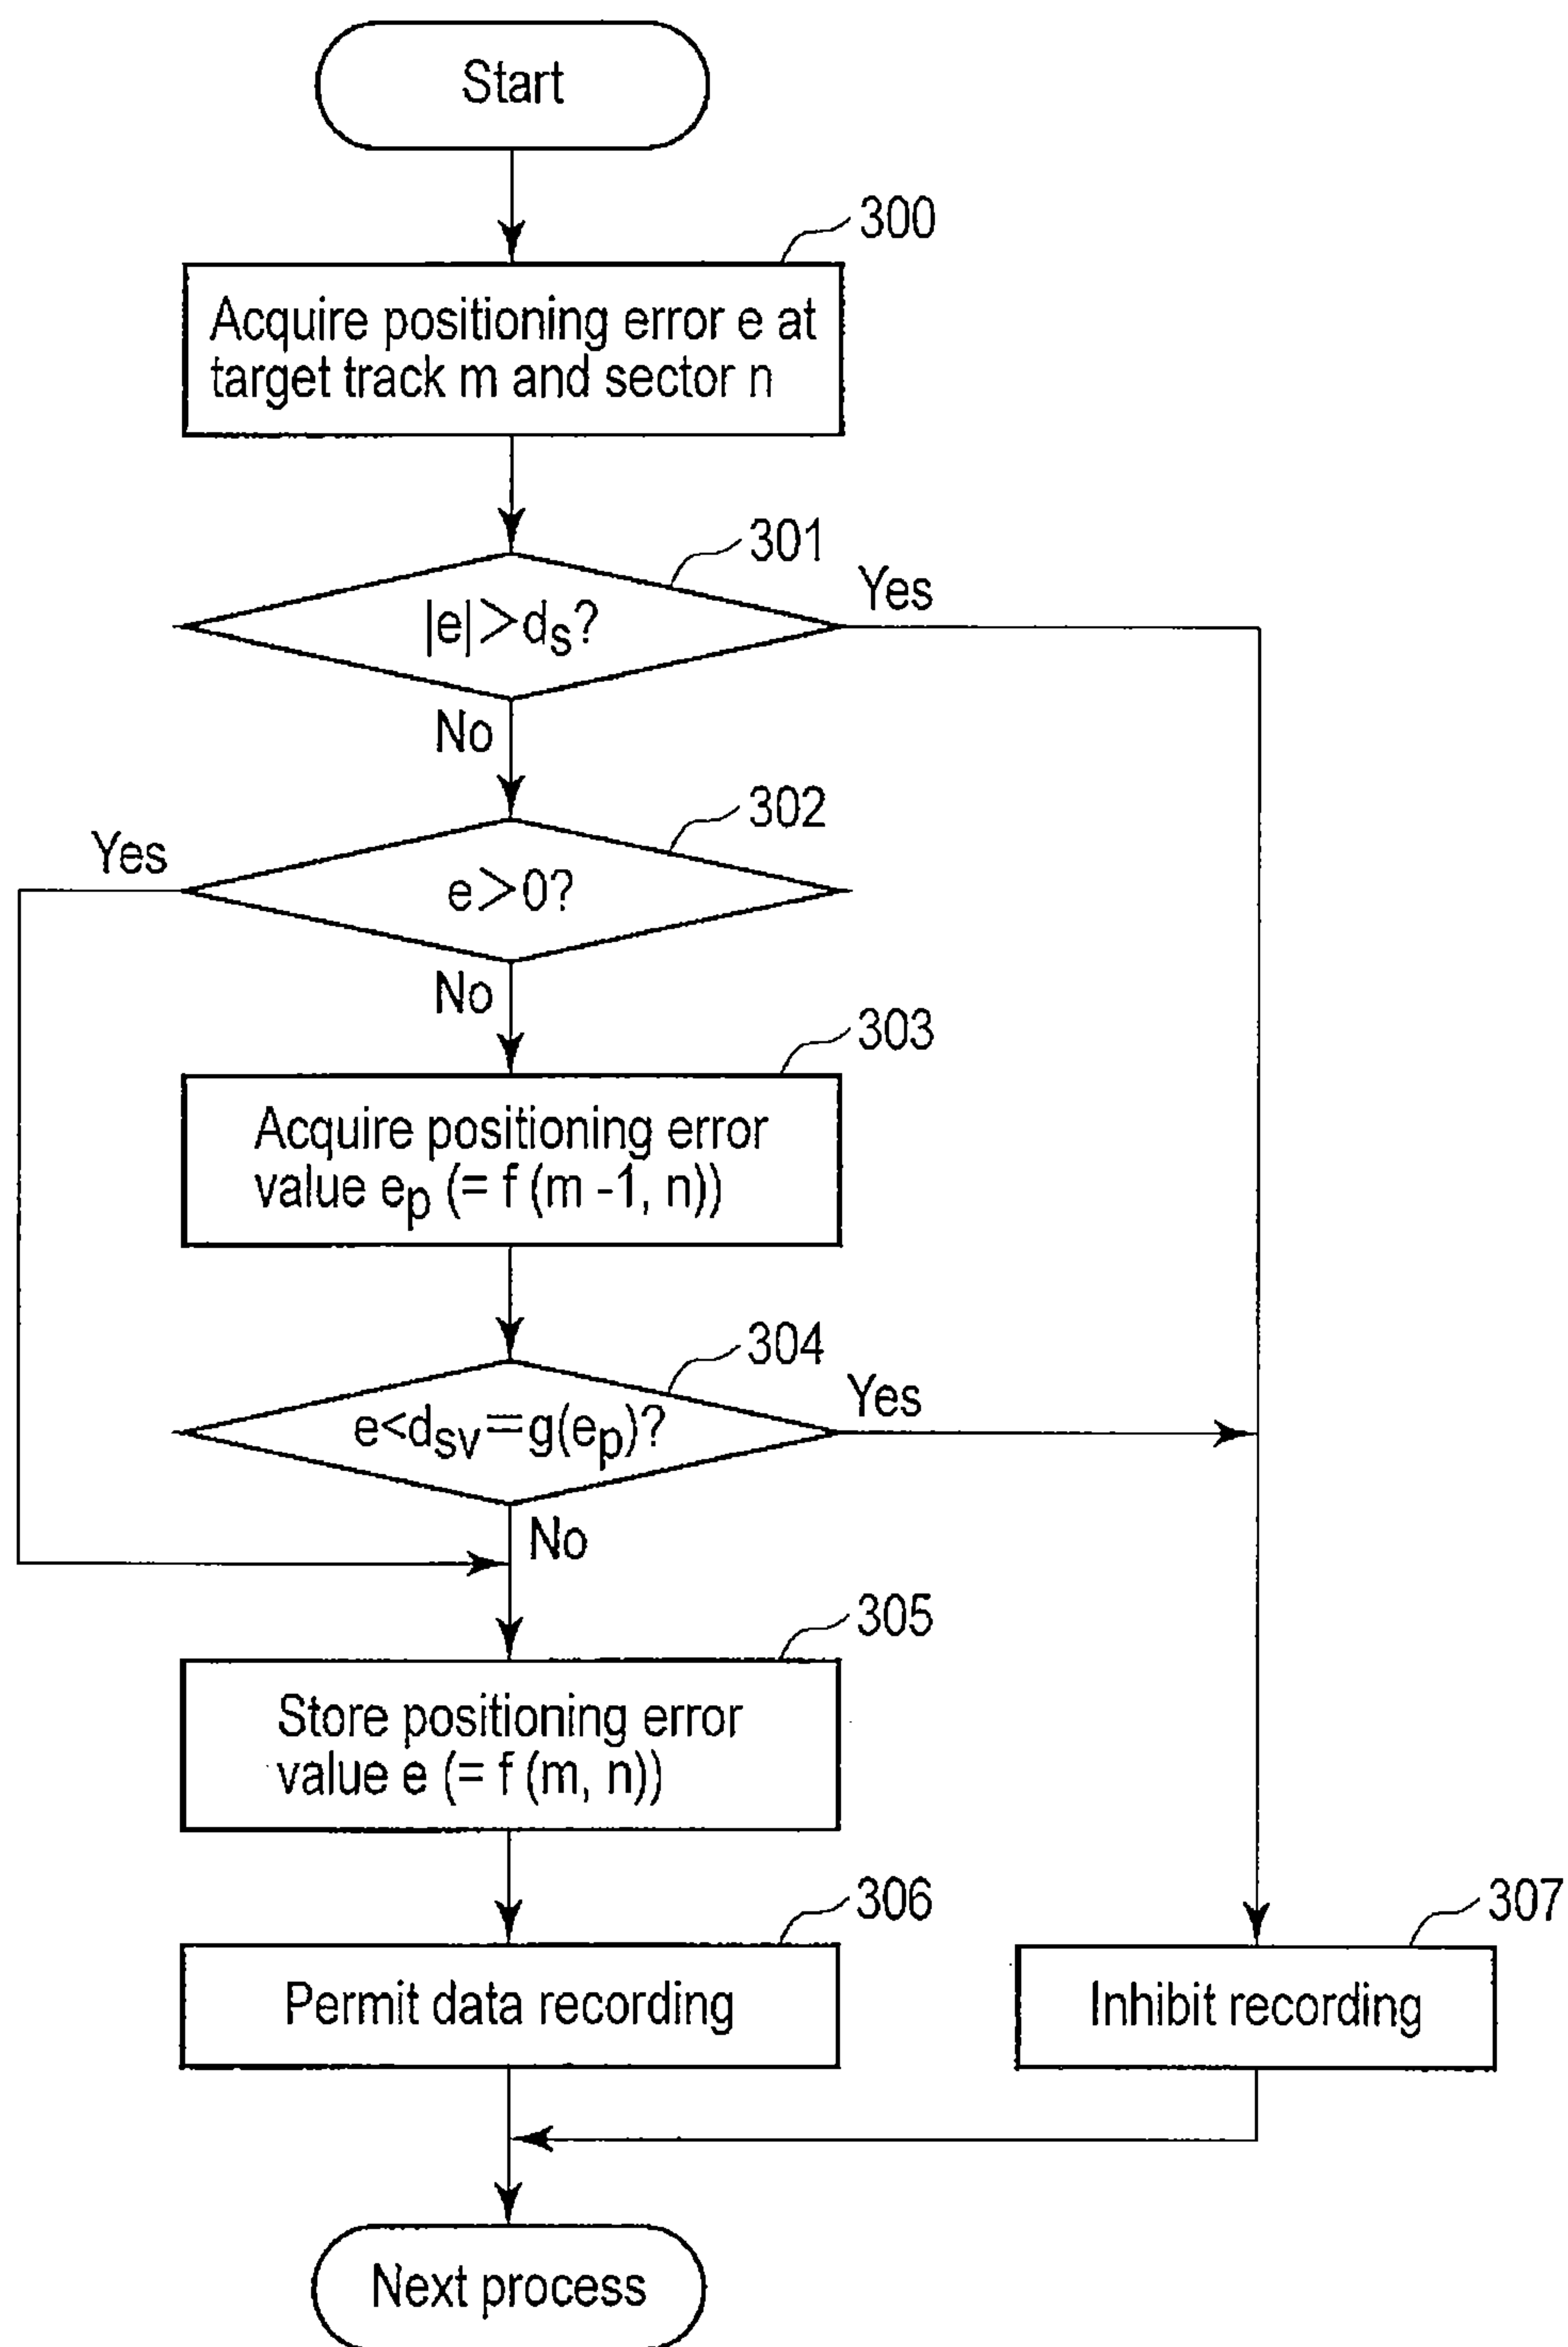 Start
300
Acquire positioning error e at
target track m and sector n
301
|e|>ds?
Yes
No
302
Yes
e>0?
No
303
Acquire positioning error
value ep (= f (m -1, n))
304
e<dsv=g(ep)?
Yes
No
305
Store positioning error
value e (= f (m, n))
306
Permit data recording
307
Inhibit recording
Next process